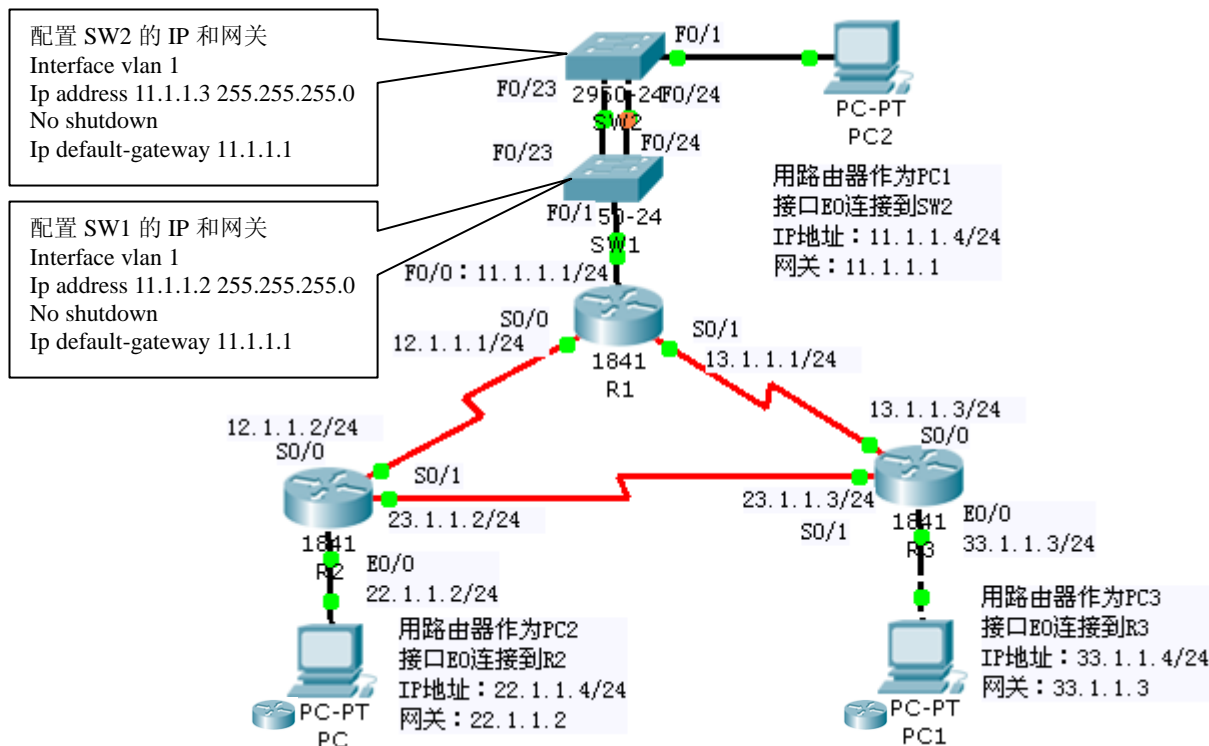 配置 SW2 的 IP 和网关
Interface vlan 1
Ip address 11.1.1.3 255.255.255.0
No shutdown
Ip default-gateway 11.1.1.1
配置 SW1 的 IP 和网关
Interface vlan 1
Ip address 11.1.1.2 255.255.255.0
No shutdown
Ip default-gateway 11.1.1.1
F0/1
F0/23
2950-24
F0/24
SW2
PC-PT
PC2
F0/23
F0/24
用路由器作为PC1
接口E0连接到SW2
IP地址：11.1.1.4/24
网关：11.1.1.1
F0/1
50-24
SW1
F0/0：11.1.1.1/24
S0/0
12.1.1.1/24
S0/1
13.1.1.1/24
1841
R1
12.1.1.2/24
S0/0
13.1.1.3/24
S0/0
S0/1
23.1.1.2/24
23.1.1.3/24
S0/1
1841
R2
E0/0
22.1.1.2/24
1841
R3
E0/0
33.1.1.3/24
用路由器作为PC2
接口E0连接到R2
IP地址：22.1.1.4/24
网关：22.1.1.2
PC-PT
PC
用路由器作为PC3
接口E0连接到R3
IP地址：33.1.1.4/24
网关：33.1.1.3
PC-PT
PC1